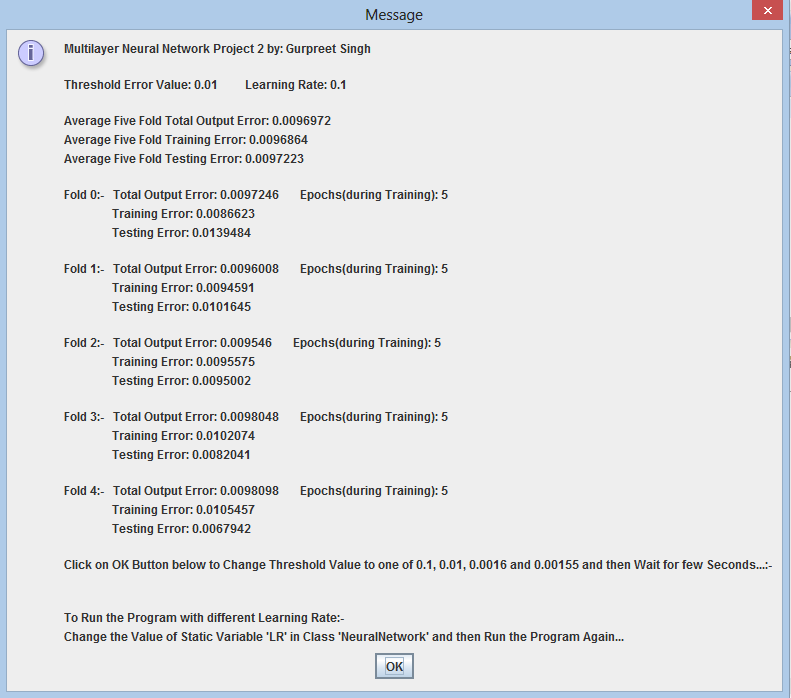 Message
Multilayer Neural Network Project 2 by: Gurpreet Singh
Threshold Error Value: 0.01 Learning Rate: 0.1
Average Five Fold Total Output Error: 0.0096972
Average Five Fold Training Error: 0.0096864
Average Five Fold Testing Error: 0.0097223
Fold 0:- Total Output Error: 0.0097246 Epochs(during Training): 5
Training Error: 0.0086623
Testing Error: 0.0139484
Fold 1:- Total Output Error: 0.0096008 Epochs(during Training): 5
Training Error: 0.0094591
Testing Error: 0.0101645
Fold 2:- Total Output Error: 0.009546 Epochs(during Training): 5
Training Error: 0.0095575
Testing Error: 0.0095002
Fold 3:- Total Output Error: 0.0098048 Epochs(during Training): 5
Training Error: 0.0102074
Testing Error: 0.0082041
Fold 4:- Total Output Error: 0.0098098 Epochs(during Training): 5
Training Error: 0.0105457
Testing Error: 0.0067942
Click on OK Button below to Change Threshold Value to one of 0.1, 0.01, 0.0016 and 0.00155 and then Wait for few Seconds...:-
To Run the Program with different Learning Rate:-
Change the Value of Static Variable 'LR' in Class 'NeuralNetwork' and then Run the Program Again...
OK